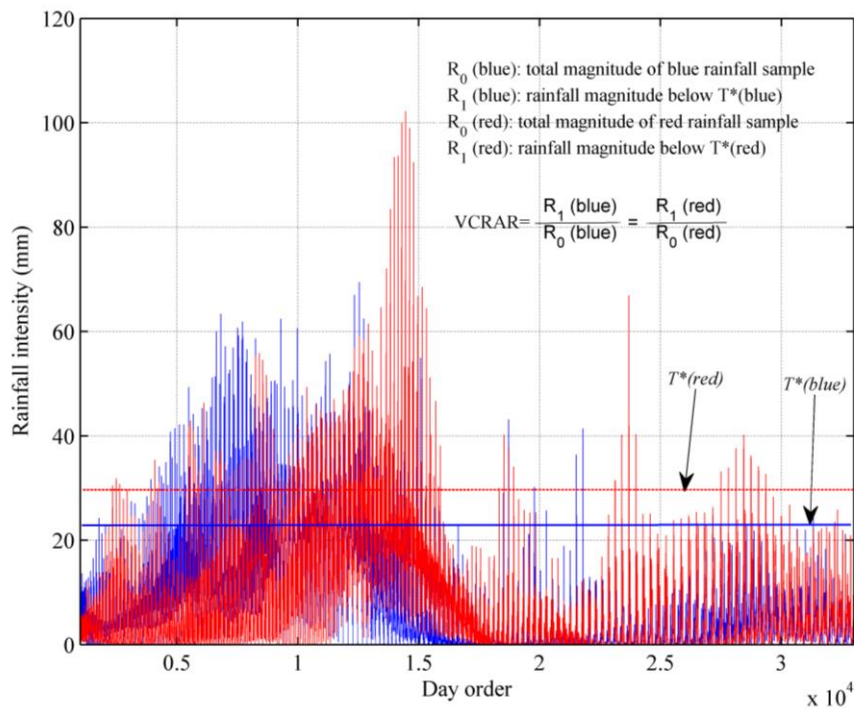 120
100
80
60
40
20
0
Rainfall intensity (mm)
R0 (blue): total magnitude of blue rainfall sample
R1 (blue): rainfall magnitude below T*(blue)
R0 (red): total magnitude of red rainfall sample
R1 (red): rainfall magnitude below T*(red)
VCRAR= R1 (blue) / R0 (blue) = R1 (red) / R0 (red)
T*(red)
T*(blue)
0.5 1 1.5 2 2.5 3
x 10^4
Day order